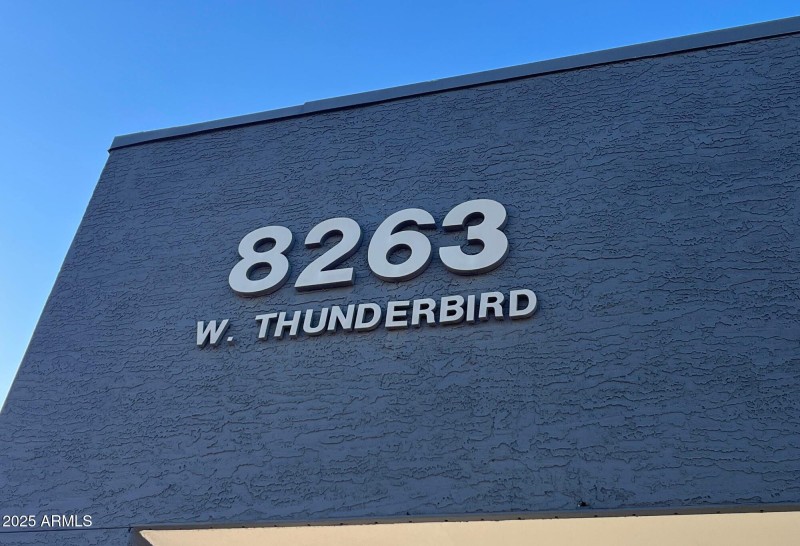 8263
W. THUNDERBIRD
2025 ARMLS